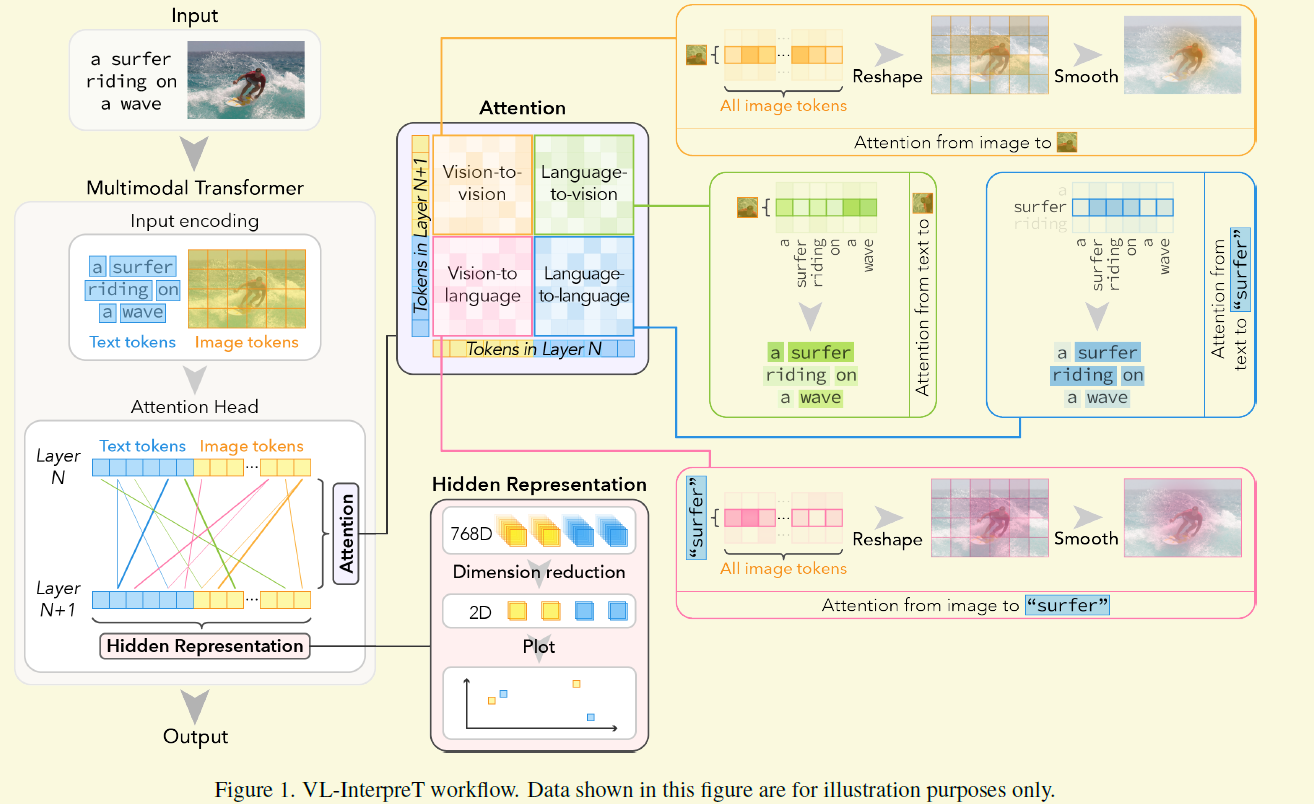 Input
a surfer
riding on
a wave
Multimodal Transformer
Input encoding
a surfer
riding on
a wave
Text tokens
Image tokens
Attention Head
Text tokens
Image tokens
Layer
N
...
Attention
Layer
N+1
...
Hidden Representation
Output
Attention
Tokens in Layer N+1
Vision-to-
vision
Language-
to-vision
Vision-to
language
Language-
to-language
Tokens in Layer N
Hidden Representation
768D
Dimension reduction
2D
Plot
{
...
All image tokens
Reshape
Smooth
Attention from image to
{
a
surfer
riding
on
a
wave
a surfer
riding on
a wave
Attention from text to
a
surfer
riding
a
surfer
riding
on
a
wave
a surfer
riding on
a wave
Attention from
text to “surfer”
“surfer”
{
...
All image tokens
Reshape
Smooth
Attention from image to “surfer”
Figure 1. VL-InterpreT workflow. Data shown in this figure are for illustration purposes only.